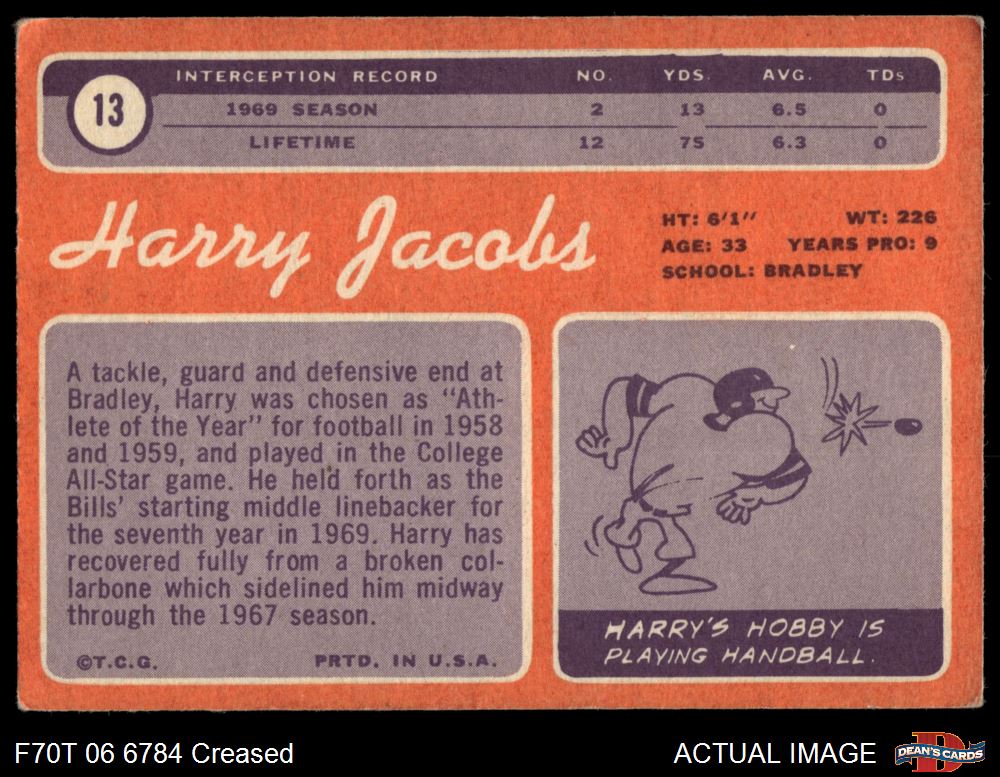 13
INTERCEPTION RECORD NO. YDS. AVG. TDs
1969 SEASON 2 13 6.5 0
LIFETIME 12 75 6.3 0
Harry Jacobs
HT: 6'1" WT: 226
AGE: 33 YEARS PRO: 9
SCHOOL: BRADLEY
A tackle, guard and defensive end at
Bradley, Harry was chosen as "Ath-
lete of the Year" for football in 1958
and 1959, and played in the College
All-Star game. He held forth as the
Bills' starting middle linebacker for
the seventh year in 1969. Harry has
recovered fully from a broken col-
larbone which sidelined him midway
through the 1967 season.
©T.C.G. PRTD. IN U.S.A.
HARRY'S HOBBY IS
PLAYING HANDBALL.
F70T 06 6784 Creased ACTUAL IMAGE
DEAN'S CARDS